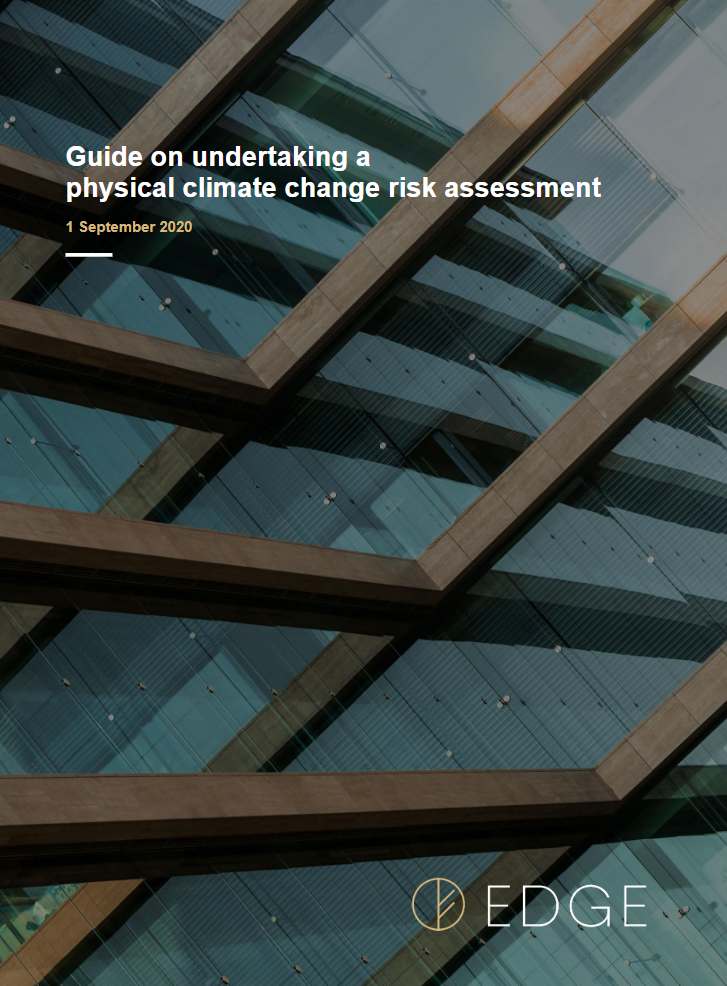 Guide on undertaking a
physical climate change risk assessment
1 September 2020
EDGE